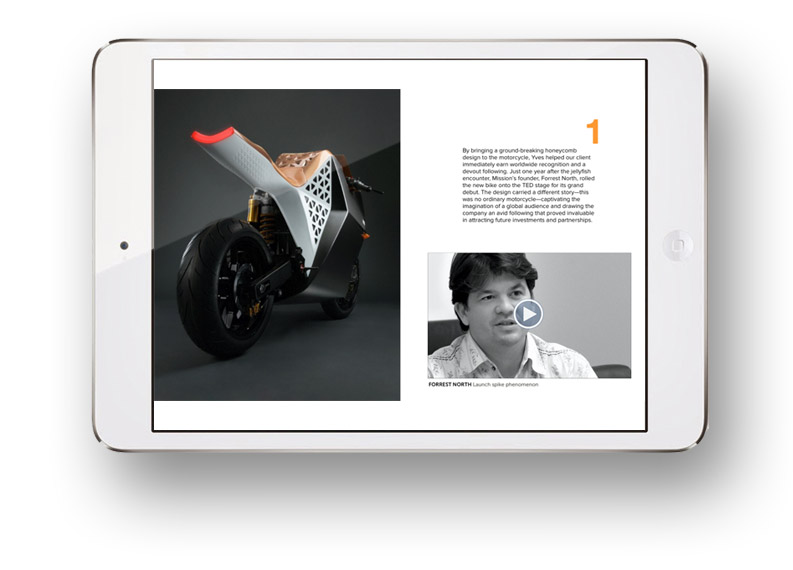 1
By bringing a ground-breaking honeycomb
design to the motorcycle, Yves helped our client
immediately earn worldwide recognition and a
devout following. Just one year after the jellyfish
encounter, Mission's founder, Forrest North, rolled
the new bike onto the TED stage for its grand
debut. The design carried a different story—this
was no ordinary motorcycle—captivating the
imagination of a global audience and drawing the
company an avid following that proved invaluable
in attracting future investments and partnerships.
FORREST NORTH Launch spike phenomenon